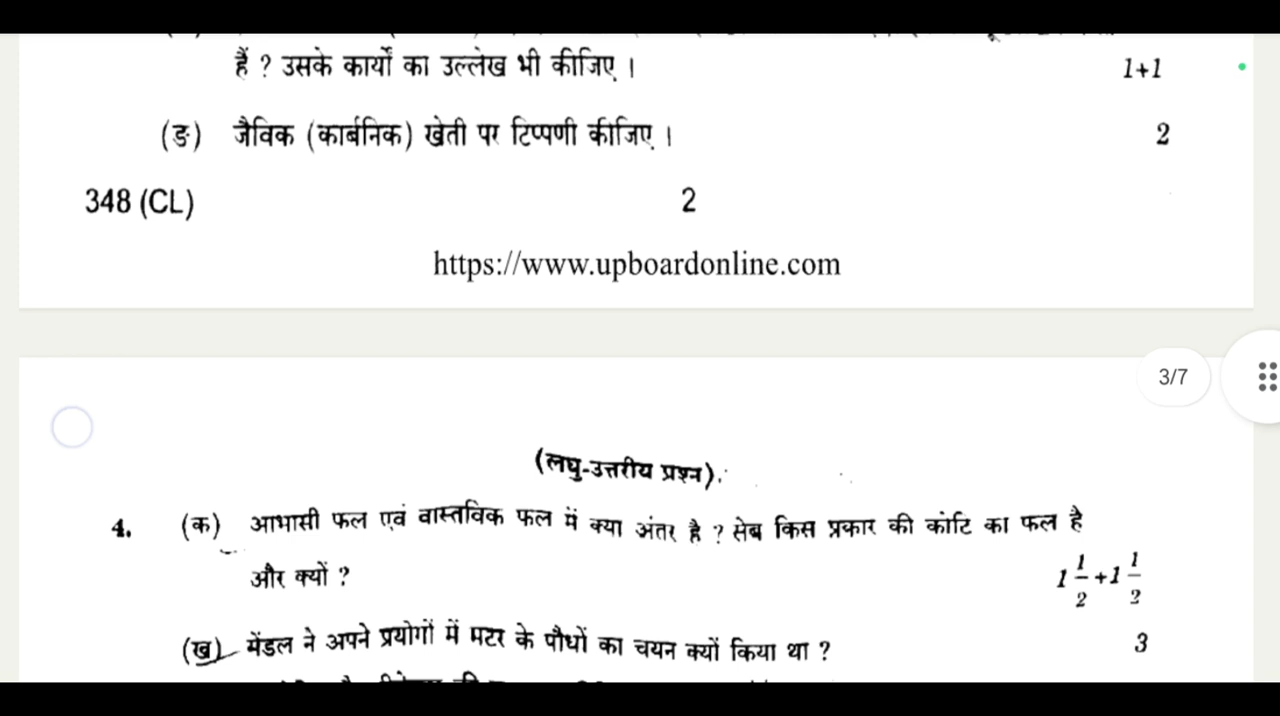 हैं ? उसके कार्यों का उल्लेख भी कीजिए । 1+1
(ङ) जैविक (कार्बनिक) खेती पर टिप्पणी कीजिए । 2
348 (CL) 2
https://www.upboardonline.com
3/7
(लघु-उत्तरीय प्रश्न)
4. (क) आभासी फल एवं वास्तविक फल में क्या अंतर है ? सेब किस प्रकार की कोटि का फल है
और क्यों ? 1 1/2 + 1 1/2
(ख) मेंडल ने अपने प्रयोगों में मटर के पौधों का चयन क्यों किया था ? 3